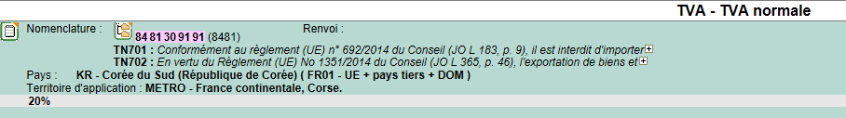 TVA - TVA normale
Nomenclature : 84 81 30 91 91 (8481) Renvoi :
TN701 : Conformément au règlement (UE) n° 692/2014 du Conseil (JO L 183, p. 9), il est interdit d'importer
TN702 : En vertu du Règlement (UE) No 1351/2014 du Conseil (JO L 365, p. 46), l'exportation de biens et
Pays : KR - Corée du Sud (République de Corée) ( FR01 - UE + pays tiers + DOM )
Territoire d'application : METRO - France continentale, Corse.
20%